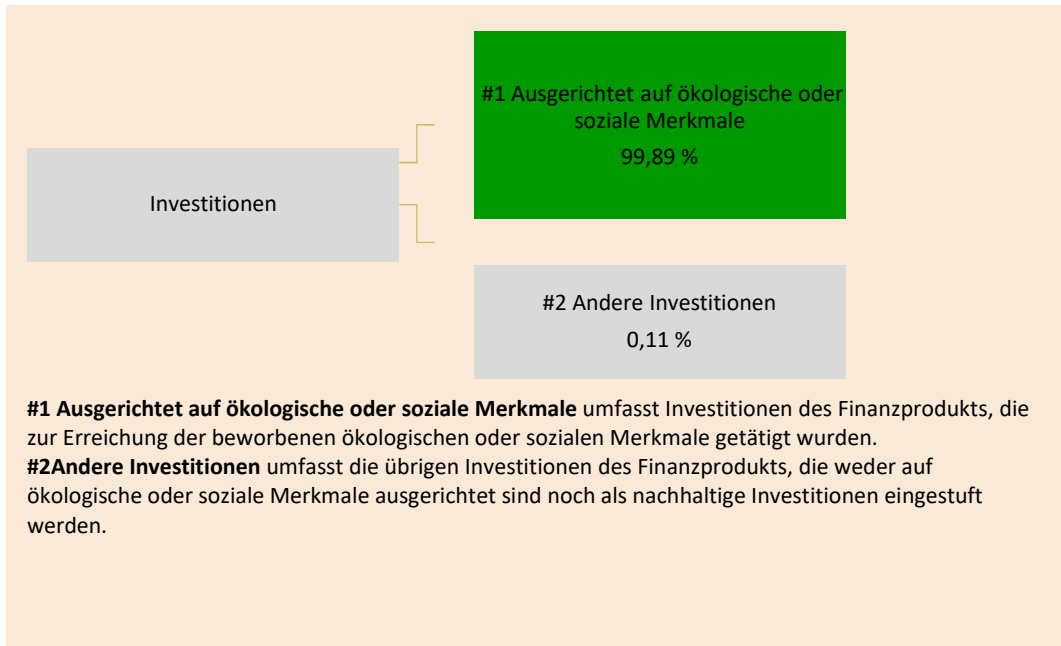 #1 Ausgerichtet auf ökologische oder
soziale Merkmale
99,89 %
Investitionen
#2 Andere Investitionen
0,11 %
#1 Ausgerichtet auf ökologische oder soziale Merkmale umfasst Investitionen des Finanzprodukts, die
zur Erreichung der beworbenen ökologischen oder sozialen Merkmale getätigt wurden.
#2Andere Investitionen umfasst die übrigen Investitionen des Finanzprodukts, die weder auf
ökologische oder soziale Merkmale ausgerichtet sind noch als nachhaltige Investitionen eingestuft
werden.